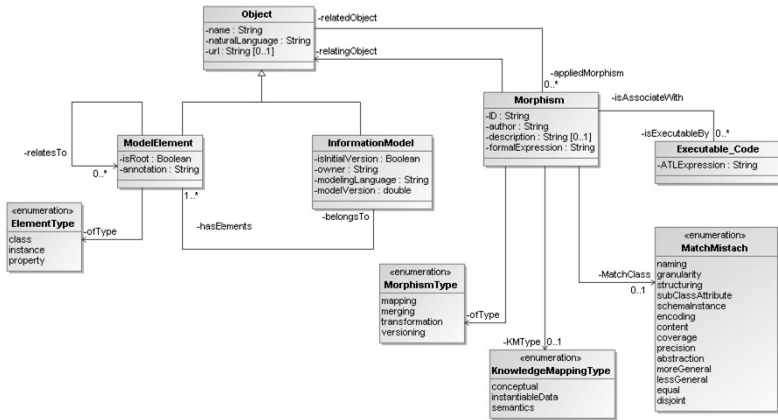 Object
-name : String
-naturalLanguage : String
-url : String [0..1]
-relatedObject
-relatingObject
-appliedMorphism
0..*
Morphism
-ID : String
-author : String
-description : String [0..1]
-formalExpression : String
-isAssociateWith
-isExecutableBy
0..*
Executable_Code
-ATLExpression : String
-relatesTo
0..*
ModelElement
-isRoot : Boolean
-annotation : String
1..*
InformationModel
-isInitialVersion : Boolean
-owner : String
-modelingLanguage : String
-modelVersion : double
-belongsTo
-hasElements
«enumeration»
ElementType
class
instance
property
-ofType
«enumeration»
MorphismType
mapping
merging
transformation
versioning
-ofType
-KMType
0..1
«enumeration»
KnowledgeMappingType
conceptual
instantiableData
semantics
-MatchClass
0..1
«enumeration»
MatchMistach
naming
granularity
structuring
subClassAttribute
schemaInstance
encoding
content
coverage
precision
abstraction
moreGeneral
lessGeneral
equal
disjoint